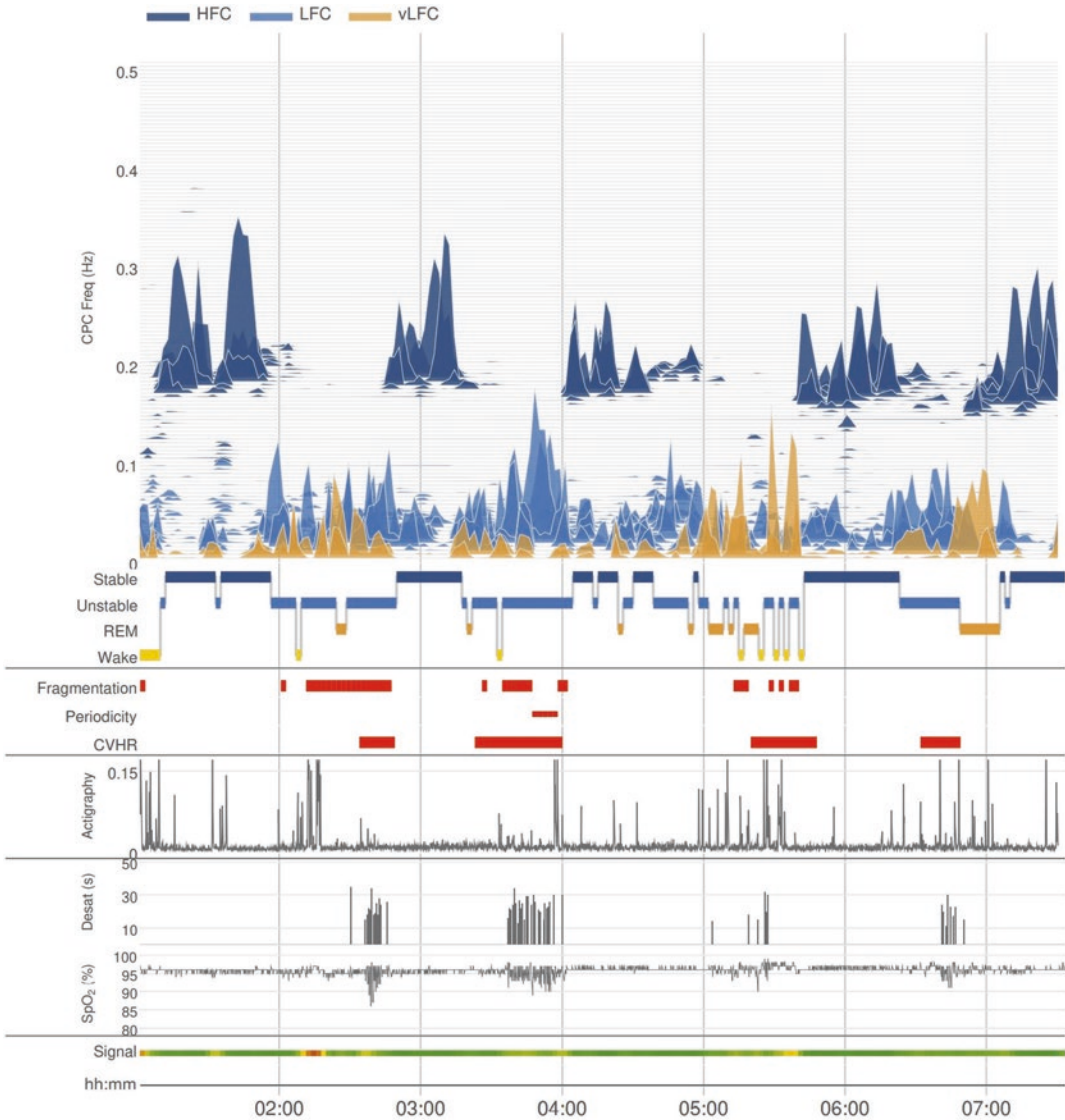 HFC LFC vLFC
0.5
0.4
0.3
CPC Freq (Hz)
0.2
0.1
0
Stable
Unstable
REM
Wake
Fragmentation
Periodicity
CVHR
0.15
Actigraphy
0
50
Desat (s)
30
10
100
95
SpO2 (%)
90
85
80
Signal
hh:mm
02:00 03:00 04:00 05:00 06:00 07:00